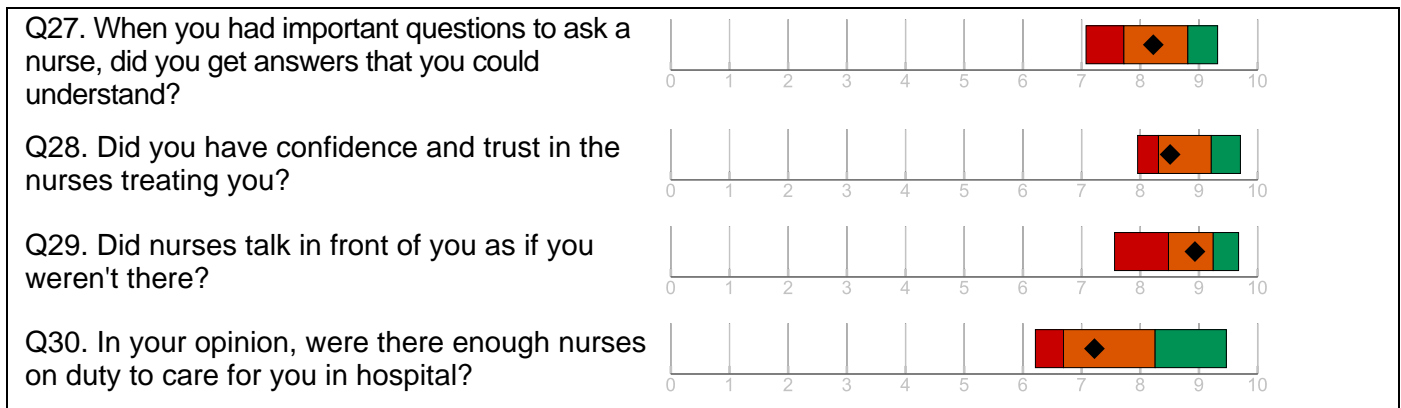 Q27. When you had important questions to ask a
nurse, did you get answers that you could
understand?
0 1 2 3 4 5 6 7 8 9 10
Q28. Did you have confidence and trust in the
nurses treating you?
0 1 2 3 4 5 6 7 8 9 10
Q29. Did nurses talk in front of you as if you
weren't there?
0 1 2 3 4 5 6 7 8 9 10
Q30. In your opinion, were there enough nurses
on duty to care for you in hospital?
0 1 2 3 4 5 6 7 8 9 10